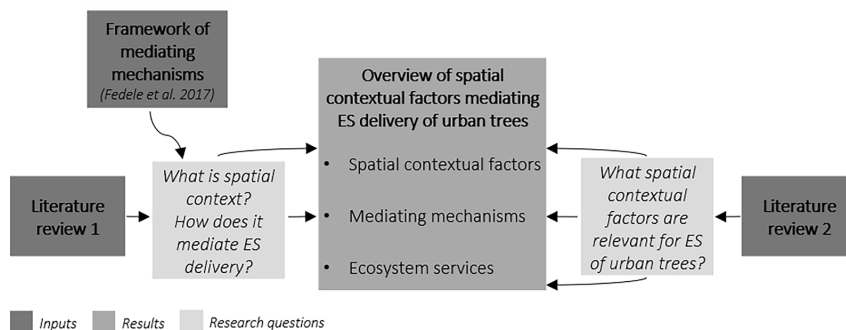 Framework of
mediating
mechanisms
(Fedele et al. 2017)
Literature
review 1
What is spatial
context?
How does it
mediate ES
delivery?
Overview of spatial
contextual factors mediating
ES delivery of urban trees
• Spatial contextual factors
• Mediating mechanisms
• Ecosystem services
What spatial
contextual
factors are
relevant for ES
of urban trees?
Literature
review 2
Inputs
Results
Research questions